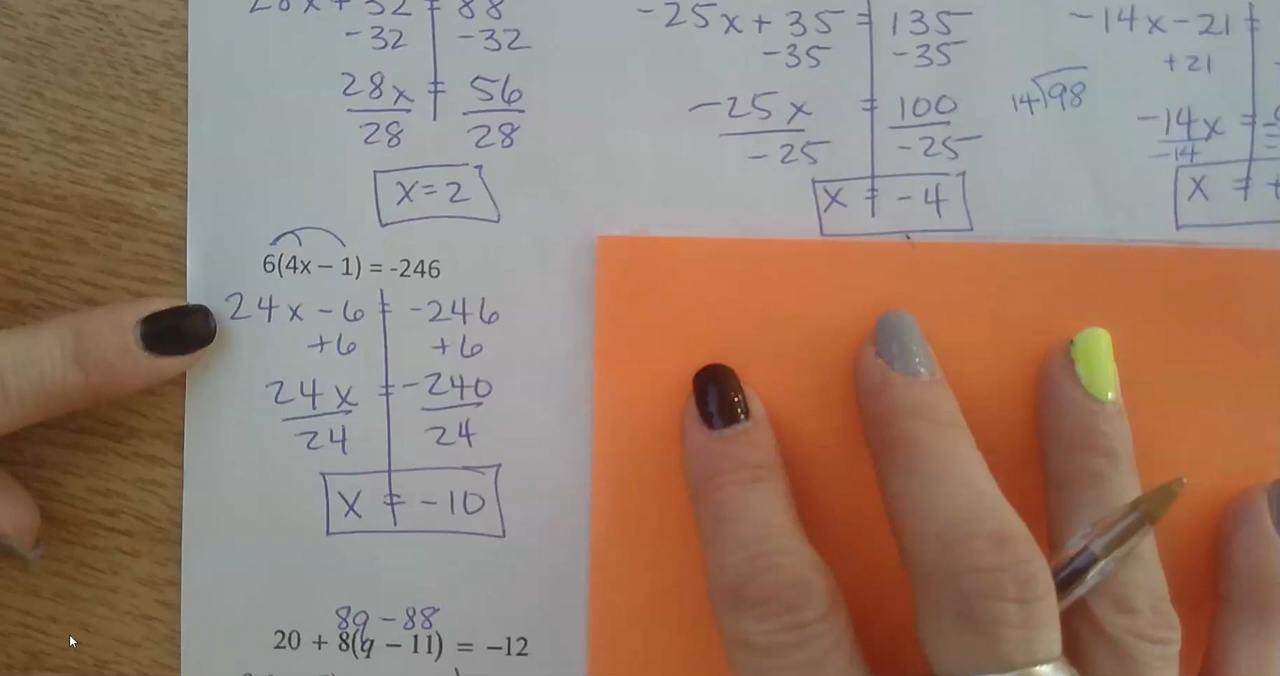 28x + 32 = 88
-32 -32
28x = 56
28 28
x = 2
-25x + 35 = 135
-35 -35
-25x = 100
-25 -25
x = -4
14⟌98
-14x - 21 =
+21
-14x =
-14
x = +
6(4x – 1) = -246
24x - 6 = -246
+6 +6
24x = -240
24 24
x = -10
8q - 88
20 + 8(q − 11) = −12